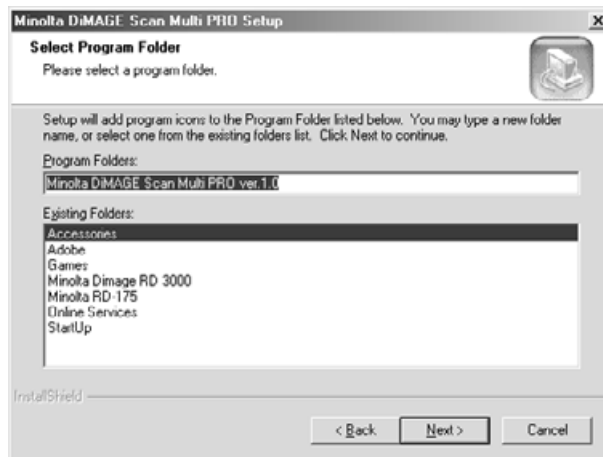 Minolta DiMAGE Scan Multi PRO Setup
Select Program Folder
Please select a program folder.
Setup will add program icons to the Program Folder listed below. You may type a new folder
name, or select one from the existing folders list. Click Next to continue.
Program Folders:
Minolta DiMAGE Scan Multi PRO ver.1.0
Existing Folders:
Accessories
Adobe
Games
Minolta Dimage RD 3000
Minolta RD-175
Online Services
StartUp
InstallShield
< Back Next > Cancel